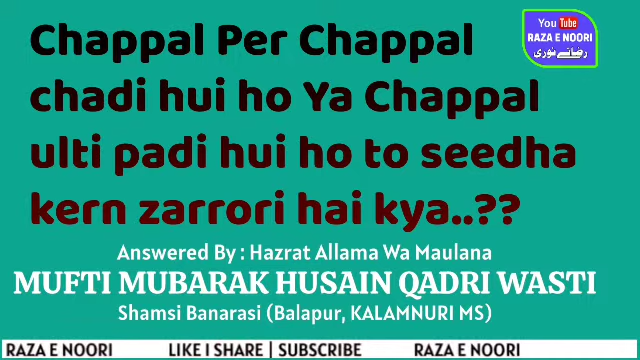 You Tube
RAZA E NOORI
رضائے نوری
Chappal Per Chappal
chadi hui ho Ya Chappal
ulti padi hui ho to seedha
kern zarrori hai kya..??
Answered By : Hazrat Allama Wa Maulana
MUFTI MUBARAK HUSAIN QADRI WASTI
Shamsi Banarasi (Balapur, KALAMNURI MS)
RAZA E NOORI LIKE I SHARE | SUBSCRIBE RAZA E NOORI